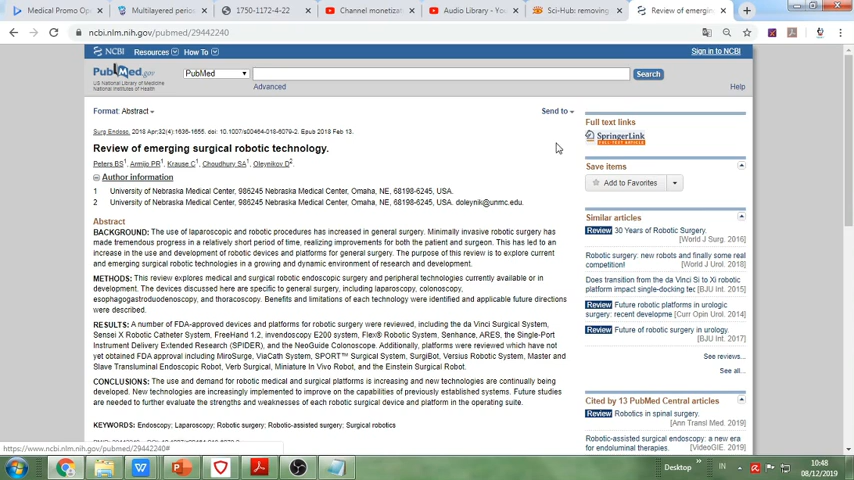 Medical Promo Op
Multilayered perio
1750-1172-4-22
Channel monetizat
Audio Library - You
Sci-Hub: removing
Review of emergin
ncbi.nlm.nih.gov/pubmed/29442240
NCBI Resources How To Sign in to NCBI
PubMed.gov
US National Library of Medicine
National Institutes of Health
PubMed
Search
Advanced
Help
Format: Abstract
Send to
Surg Endosc. 2018 Apr;32(4):1636-1655. doi: 10.1007/s00464-018-6079-2. Epub 2018 Feb 13.
Review of emerging surgical robotic technology.
Peters BS1, Armijo PR1, Krause C1, Choudhury SA1, Oleynikov D2.
Author information
1 University of Nebraska Medical Center, 986245 Nebraska Medical Center, Omaha, NE, 68198-6245, USA.
2 University of Nebraska Medical Center, 986245 Nebraska Medical Center, Omaha, NE, 68198-6245, USA. doleynik@unmc.edu.
Abstract
BACKGROUND: The use of laparoscopic and robotic procedures has increased in general surgery. Minimally invasive robotic surgery has
made tremendous progress in a relatively short period of time, realizing improvements for both the patient and surgeon. This has led to
an increase in the use and development of robotic devices and platforms for general surgery. The purpose of this review is to explore current
and emerging surgical robotic technologies in a growing and dynamic environment of research and development.
METHODS: This review explores medical and surgical robotic endoscopic surgery and peripheral technologies currently available or in
development. The devices discussed here are specific to general surgery, including laparoscopy, colonoscopy,
esophagogastroduodenoscopy, and thoracoscopy. Benefits and limitations of each technology were identified and applicable future directions
were described.
RESULTS: A number of FDA-approved devices and platforms for robotic surgery were reviewed, including the da Vinci Surgical System,
Sensei X Robotic Catheter System, FreeHand 1.2, invendoscopy E200 system, Flex® Robotic System, Senhance, ARES, the Single-Port
Instrument Delivery Extended Research (SPIDER), and the NeoGuide Colonoscope. Additionally, platforms were reviewed which have not
yet obtained FDA approval including MiroSurge, ViaCath System, SPORT™ Surgical System, SurgiBot, Versius Robotic System, Master and
Slave Transluminal Endoscopic Robot, Verb Surgical, Miniature In Vivo Robot, and the Einstein Surgical Robot.
CONCLUSIONS: The use and demand for robotic medical and surgical platforms is increasing and new technologies are continually being
developed. New technologies are increasingly implemented to improve on the capabilities of previously established systems. Future studies
are needed to further evaluate the strengths and weaknesses of each robotic surgical device and platform in the operating suite.
KEYWORDS: Endoscopy; Laparoscopy; Robotic surgery; Robotic-assisted surgery; Surgical robotics
Full text links
SpringerLink
FULL TEXT ARTICLE
Save items
Add to Favorites
Similar articles
Review 30 Years of Robotic Surgery.
[World J Surg. 2016]
Robotic surgery: new robots and finally some real
competition! [World J Urol. 2018]
Does transition from the da Vinci Si to Xi robotic
platform impact single-docking tec [BJU Int. 2015]
Review Future robotic platforms in urologic
surgery: recent developme [Curr Opin Urol. 2014]
Review Future of robotic surgery in urology.
[BJU Int. 2017]
See reviews...
See all...
Cited by 13 PubMed Central articles
Review Robotics in spinal surgery.
[Ann Transl Med. 2019]
Robotic-assisted surgical endoscopy: a new era
for endoluminal therapies. [VideoGIE. 2019]
https://www.ncbi.nlm.nih.gov/pubmed/29442240#
Desktop
IN
10:48
08/12/2019